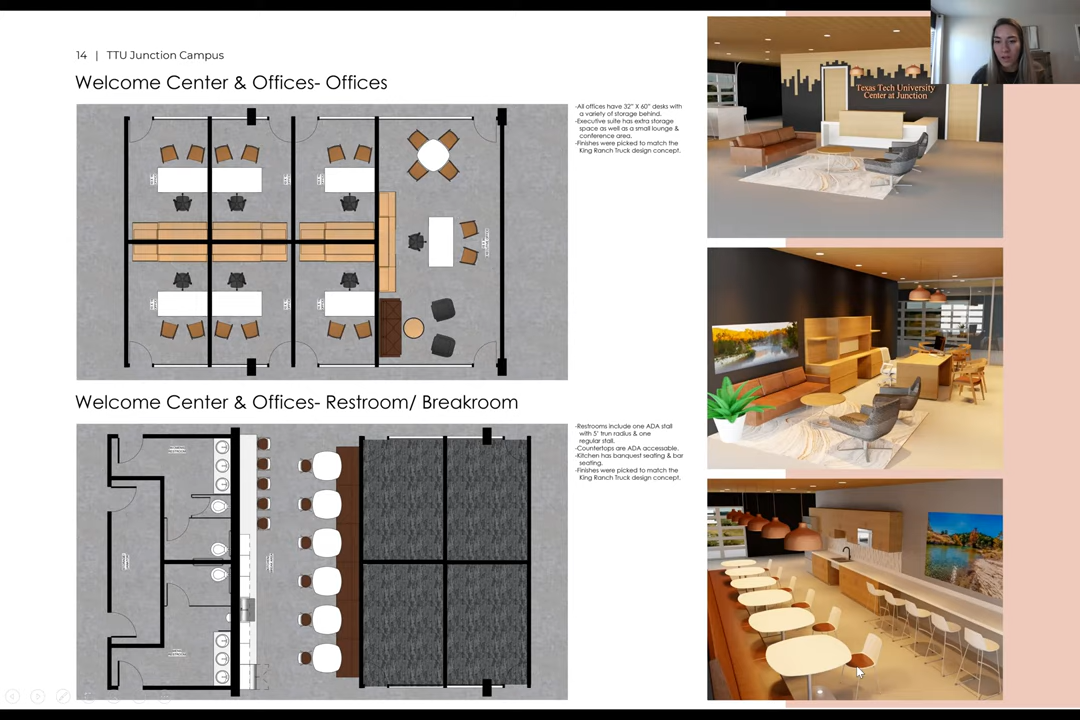 14 | TTU Junction Campus
Welcome Center & Offices- Offices
-All offices have 32" X 60" desks with
a variety of storage behind.
-Executive suite has extra storage
space as well as a small lounge &
conference area.
-Finishes were picked to match the
King Ranch Truck design concept.
Texas Tech University
Center at Junction
Welcome Center & Offices- Restroom/ Breakroom
-Restrooms include one ADA stall
with 5' trun radius & one
regular stall.
-Countertops are ADA accessable.
-Kitchen has banquest seating & bar
seating.
-Finishes were picked to match the
King Ranch Truck design concept.